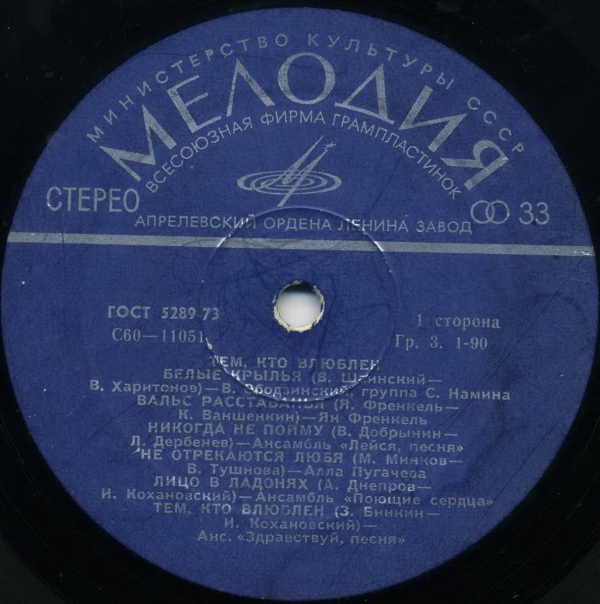 МИНИСТЕРСТВО КУЛЬТУРЫ СССР
МЕЛОДИЯ
ВСЕСОЮЗНАЯ ФИРМА ГРАМПЛАСТИНОК
СТЕРЕО
33
АПРЕЛЕВСКИЙ ОРДЕНА ЛЕНИНА ЗАВОД
ГОСТ 5289-73
С60—11051
1 сторона
Гр. 3. 1-90
ТЕМ, КТО ВЛЮБЛЕН
БЕЛЫЕ КРЫЛЬЯ (В. Шаинский—
В. Харитонов)—В. Ободзинский, группа С. Намина
ВАЛЬС РАССТАВАНЬЯ (Я. Френкель—
К. Ваншенкин)—Ян Френкель
НИКОГДА НЕ ПОЙМУ (В. Добрынин—
Л. Дербенев)—Ансамбль «Лейся, песня»
НЕ ОТРЕКАЮТСЯ ЛЮБЯ (М. Минков—
В. Тушнова)—Алла Пугачева
ЛИЦО В ЛАДОНЯХ (А. Днепров—
И. Кохановский)—Ансамбль «Поющие сердца»
ТЕМ, КТО ВЛЮБЛЕН (З. Бинкин—
И. Кохановский)—
Анс. «Здравствуй, песня»